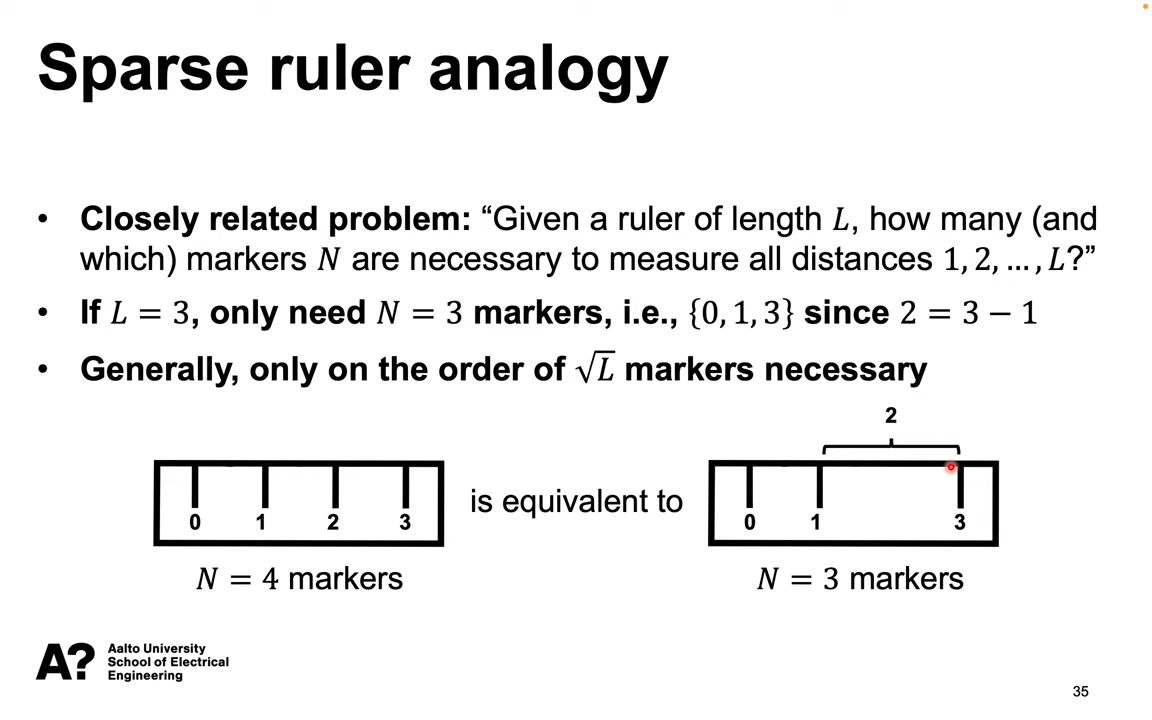 Sparse ruler analogy
• Closely related problem: “Given a ruler of length 𝐿, how many (and
which) markers 𝑁 are necessary to measure all distances 1, 2, … , 𝐿?”
• If 𝐿 = 3, only need 𝑁 = 3 markers, i.e., {0, 1, 3} since 2 = 3 − 1
• Generally, only on the order of √𝐿 markers necessary
2
0 1 2 3
is equivalent to
0 1 3
𝑁 = 4 markers
𝑁 = 3 markers
A?
Aalto University
School of Electrical
Engineering
35